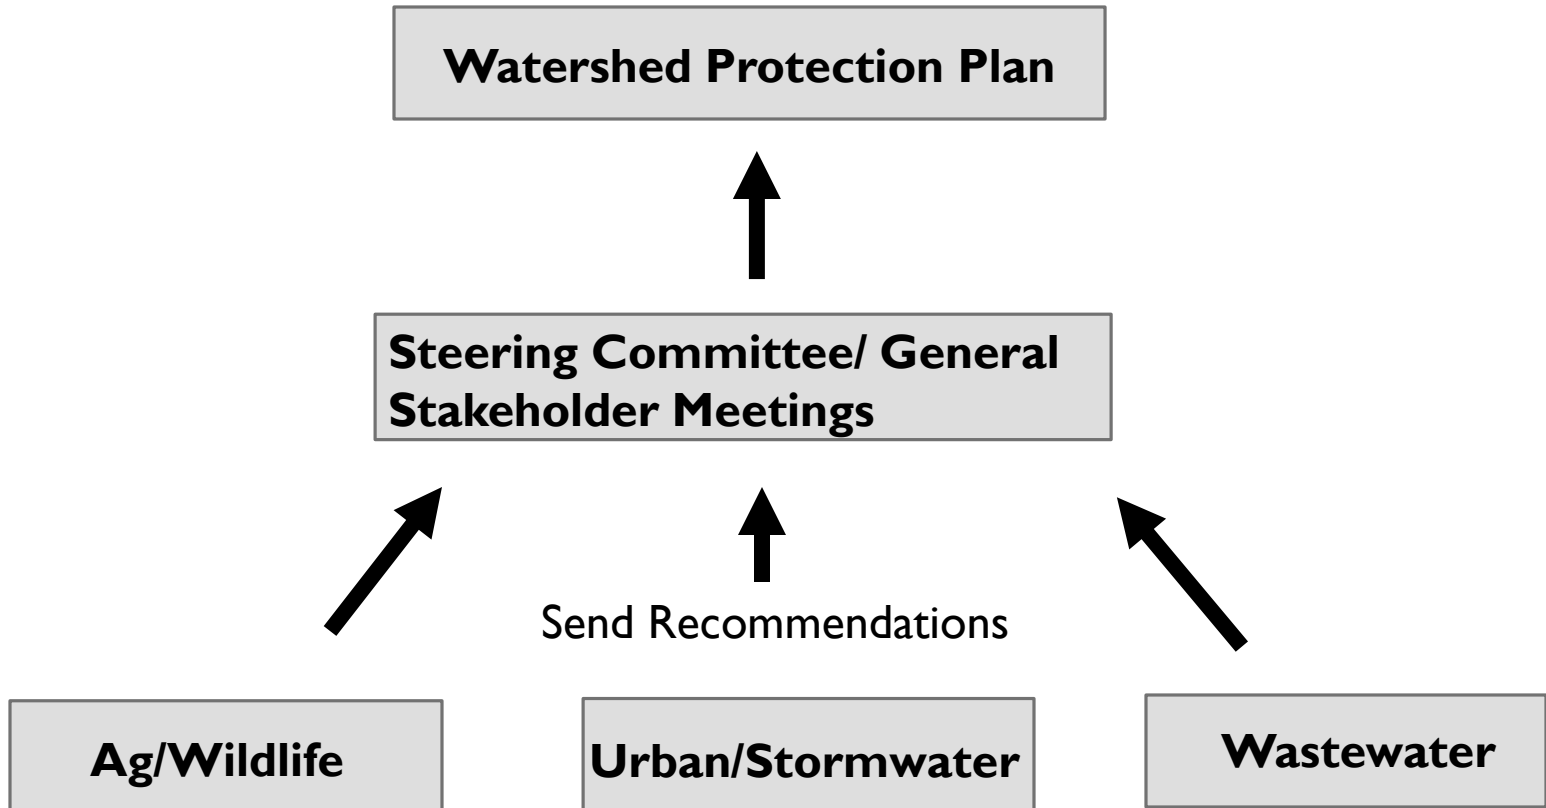 Watershed Protection Plan
Steering Committee/ General
Stakeholder Meetings
Send Recommendations
Ag/Wildlife
Urban/Stormwater
Wastewater